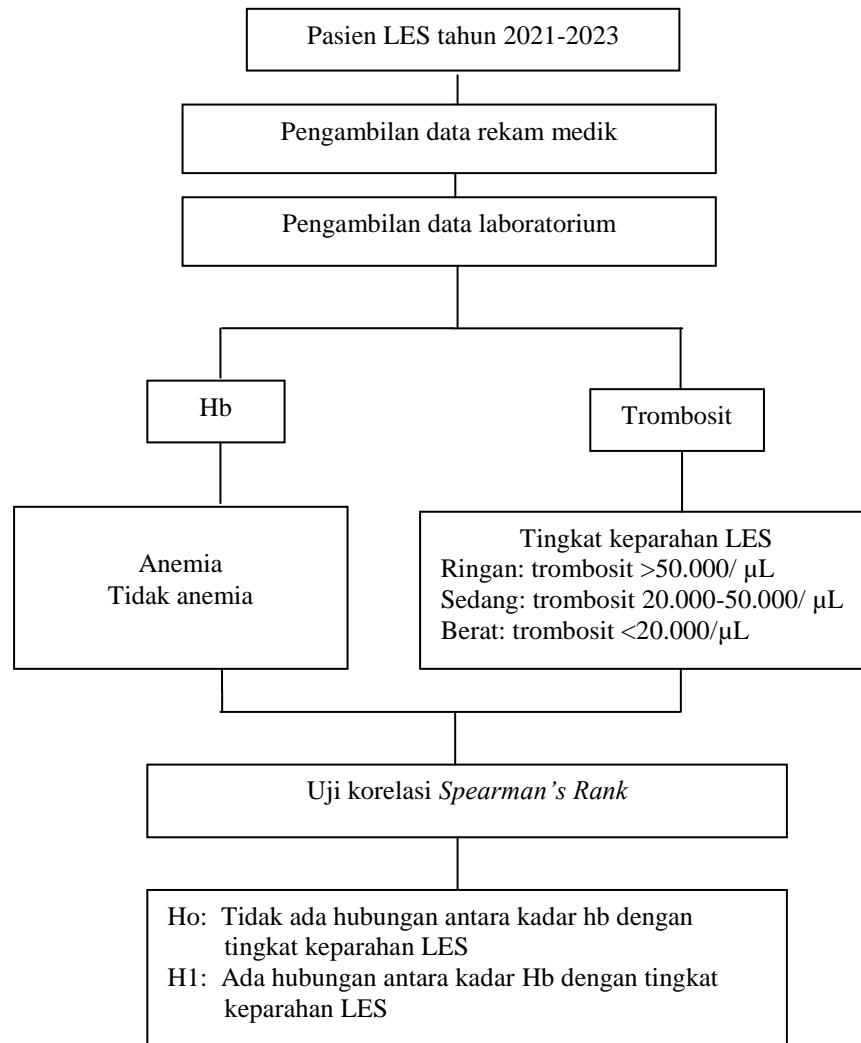 Pasien LES tahun 2021-2023
Pengambilan data rekam medik
Pengambilan data laboratorium
Hb
Trombosit
Anemia
Tidak anemia
Tingkat keparahan LES
Ringan: trombosit >50.000/ µL
Sedang: trombosit 20.000-50.000/ µL
Berat: trombosit <20.000/µL
Uji korelasi Spearman’s Rank
Ho: Tidak ada hubungan antara kadar hb dengan
tingkat keparahan LES
H1: Ada hubungan antara kadar Hb dengan tingkat
keparahan LES